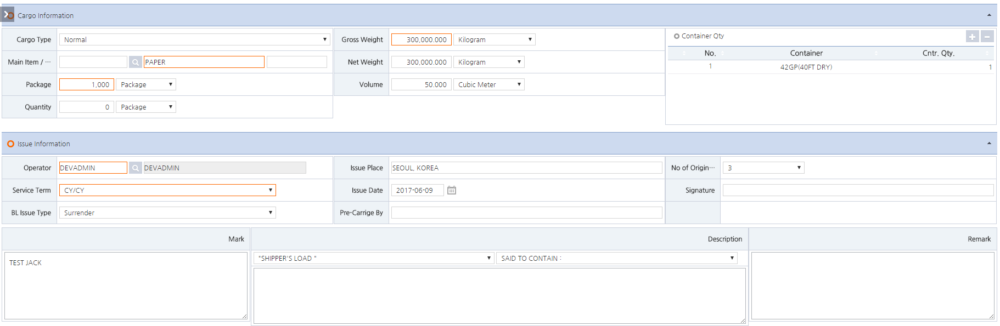 Cargo Information
Cargo Type Normal Gross Weight 300,000.000 Kilogram Container Qty
No. Container Cntr. Qty.
Main Item / ··· PAPER Net Weight 300,000.000 Kilogram 1 42GP(40FT DRY) 1
Package 1,000 Package Volume 50.000 Cubic Meter
Quantity 0 Package
Issue Information
Operator DEVADMIN DEVADMIN Issue Place SEOUL, KOREA No of Origin··· 3
Service Term CY/CY Issue Date 2017-06-09 Signature
BL Issue Type Surrender Pre-Carrige By
Mark Description Remark
TEST JACK "SHIPPER'S LOAD " SAID TO CONTAIN :